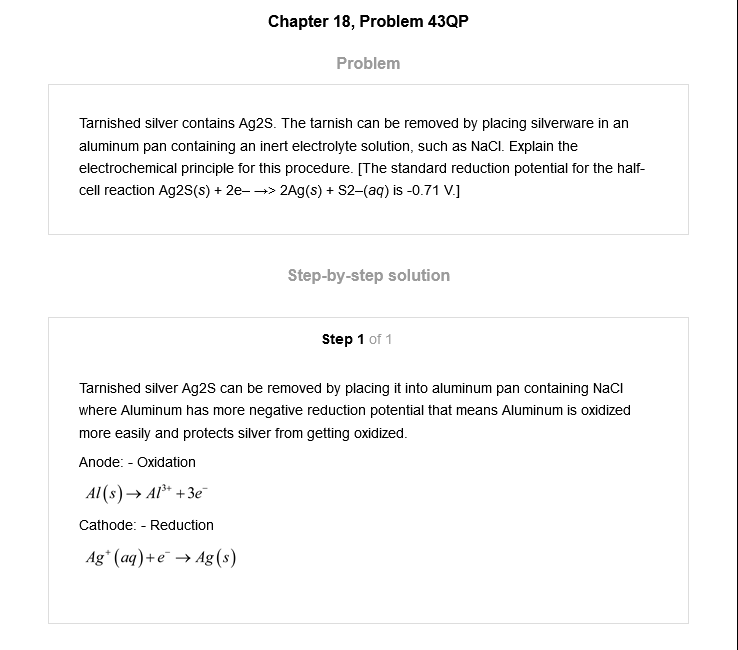 Chapter 18, Problem 43QP
Problem
Tarnished silver contains Ag2S. The tarnish can be removed by placing silverware in an
aluminum pan containing an inert electrolyte solution, such as NaCl. Explain the
electrochemical principle for this procedure. [The standard reduction potential for the half-
cell reaction Ag2S(s) + 2e– →> 2Ag(s) + S2–(aq) is -0.71 V.]
Step-by-step solution
Step 1 of 1
Tarnished silver Ag2S can be removed by placing it into aluminum pan containing NaCl
where Aluminum has more negative reduction potential that means Aluminum is oxidized
more easily and protects silver from getting oxidized.
Anode: - Oxidation
Al(s) → Al³⁺ + 3e⁻
Cathode: - Reduction
Ag⁺(aq) + e⁻ → Ag(s)